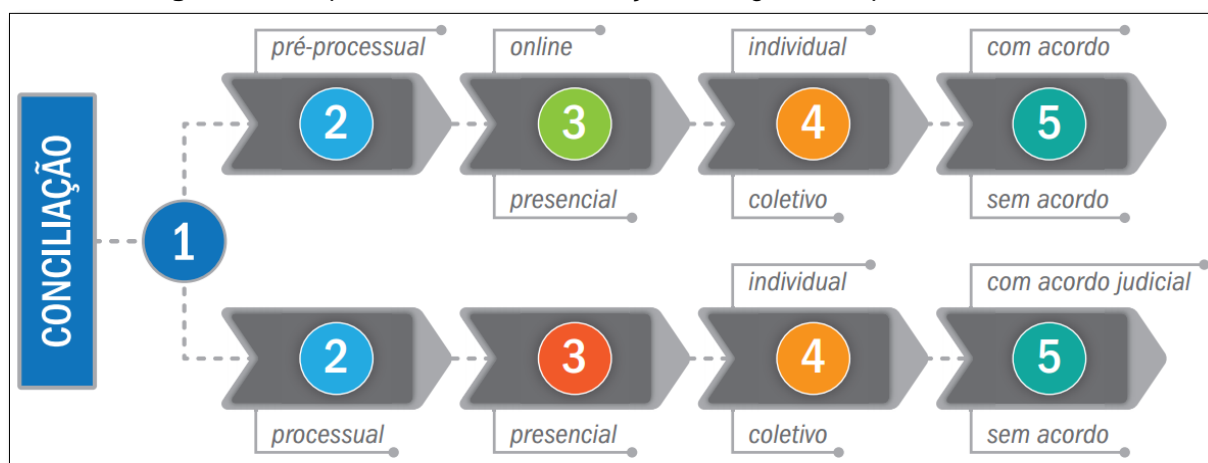 CONCILIAÇÃO
1
pré-processual
online
individual
com acordo
2
3
4
5
presencial
coletivo
sem acordo
individual
com acordo judicial
2
3
4
5
processual
presencial
coletivo
sem acordo